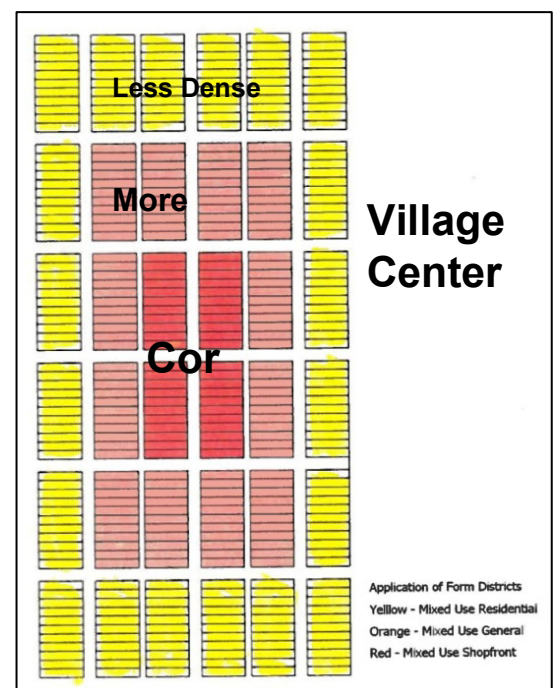 Less Dense
More
Village
Center
Cor
Application of Form Districts
Yelllow - Mixed Use Residential
Orange - Mixed Use General
Red - Mixed Use Shopfront